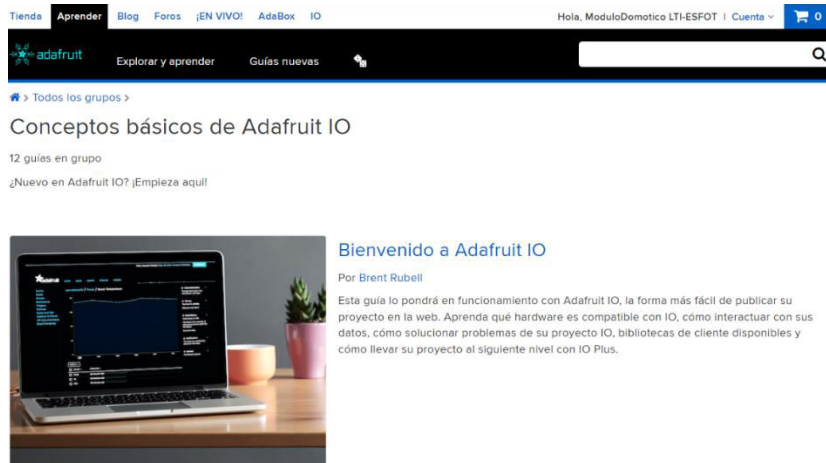 Tienda Aprender Blog Foros ¡EN VIVO! AdaBox IO Hola, ModuloDomotico LTI-ESFOT | Cuenta 0
adafruit Explorar y aprender Guías nuevas
> Todos los grupos >
Conceptos básicos de Adafruit IO
12 guías en grupo
¿Nuevo en Adafruit IO? ¡Empieza aquí!
Bienvenido a Adafruit IO
Por Brent Rubell
Esta guía lo pondrá en funcionamiento con Adafruit IO, la forma más fácil de publicar su
proyecto en la web. Aprenda qué hardware es compatible con IO, cómo interactuar con sus
datos, cómo solucionar problemas de su proyecto IO, bibliotecas de cliente disponibles y
cómo llevar su proyecto al siguiente nivel con IO Plus.